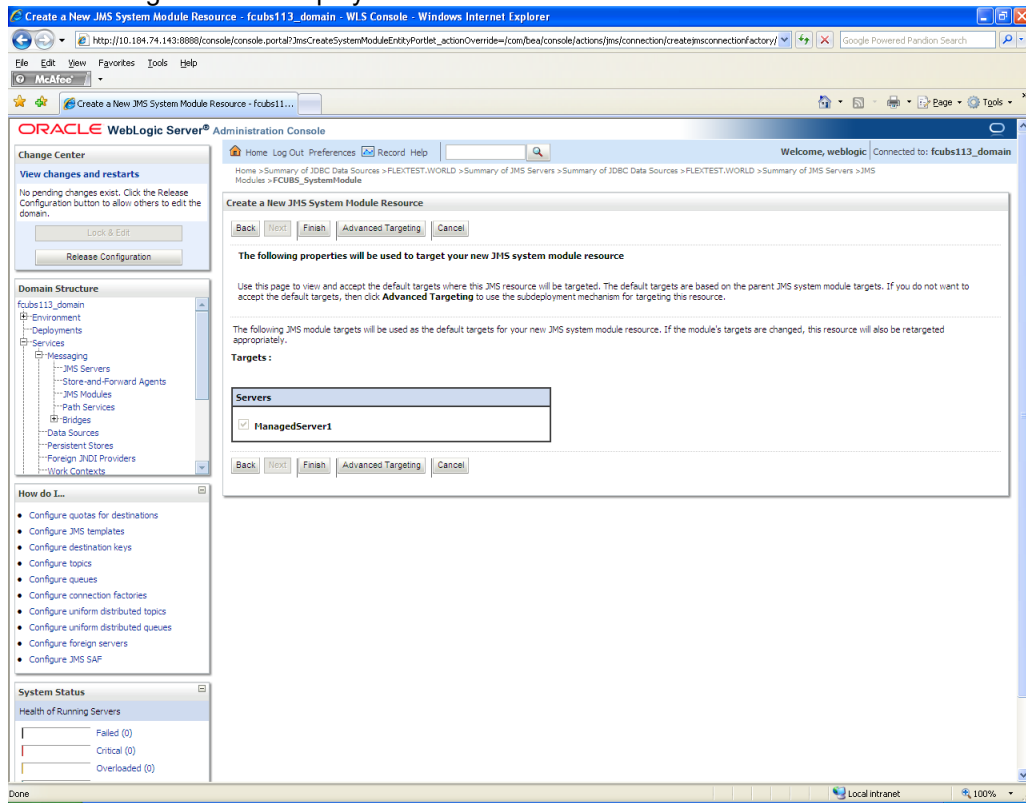 Create a New JMS System Module Resource - fcubs113_domain - WLS Console - Windows Internet Explorer
http://10.184.74.143:8888/console/console.portal?JmsCreateSystemModuleEntityPortlet_actionOverride=/com/bea/console/actions/jms/connection/createjmsconnectionfactory/
Google Powered Pandion Search
File Edit View Favorites Tools Help
McAfee
Create a New JMS System Module Resource - fcubs11...
Page Tools
ORACLE WebLogic Server® Administration Console
Change Center
View changes and restarts
No pending changes exist. Click the Release
Configuration button to allow others to edit the
domain.
Lock & Edit
Release Configuration
Domain Structure
fcubs113_domain
Environment
Deployments
Services
Messaging
JMS Servers
Store-and-Forward Agents
JMS Modules
Path Services
Bridges
Data Sources
Persistent Stores
Foreign JNDI Providers
Work Contexts
How do I...
Configure quotas for destinations
Configure JMS templates
Configure destination keys
Configure topics
Configure queues
Configure connection factories
Configure uniform distributed topics
Configure uniform distributed queues
Configure foreign servers
Configure JMS SAF
System Status
Health of Running Servers
Failed (0)
Critical (0)
Overloaded (0)
Home Log Out Preferences Record Help
Welcome, weblogic Connected to: fcubs113_domain
Home >Summary of JDBC Data Sources >FLEXTEST.WORLD >Summary of JMS Servers >Summary of JDBC Data Sources >FLEXTEST.WORLD >Summary of JMS Servers >JMS
Modules >FCUBS_SystemModule
Create a New JMS System Module Resource
Back Next Finish Advanced Targeting Cancel
The following properties will be used to target your new JMS system module resource
Use this page to view and accept the default targets where this JMS resource will be targeted. The default targets are based on the parent JMS system module targets. If you do not want to
accept the default targets, then click Advanced Targeting to use the subdeployment mechanism for targeting this resource.
The following JMS module targets will be used as the default targets for your new JMS system module resource. If the module's targets are changed, this resource will also be retargeted
appropriately.
Targets :
Servers
ManagedServer1
Back Next Finish Advanced Targeting Cancel
Done
Local intranet
100%